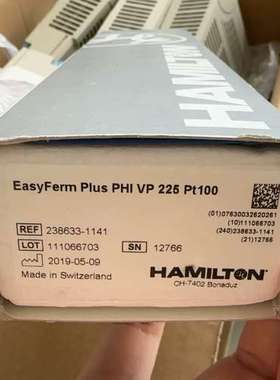 HAMILTON
EasyFerm Plus PHI VP 225 Pt100
REF 238633-1141
LOT 111066703 SN 12766
2019-05-09
Made in Switzerland
(01)07630032620261
(10)111066703
(240)238633-1141
(21)12766
HAMILTON®
CH-7402 Bonaduz